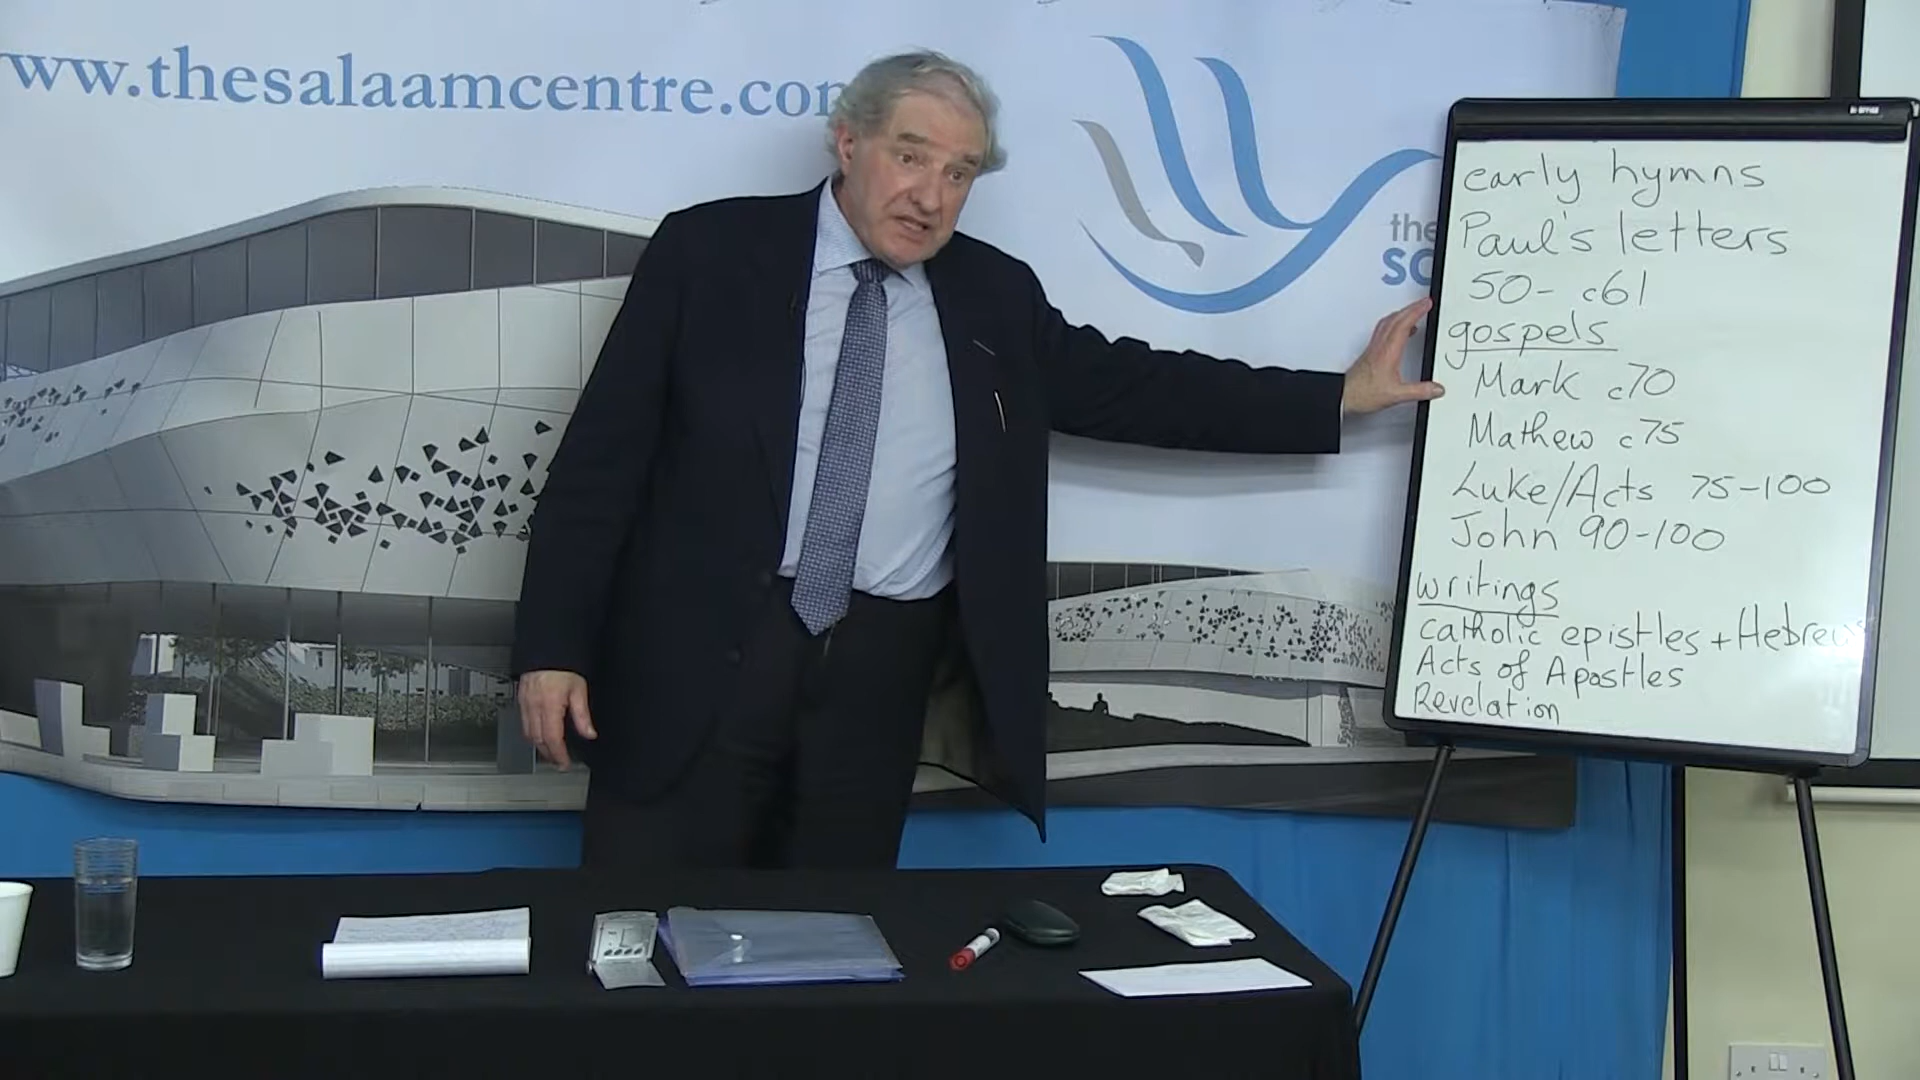 www.thesalaamcentre.com
the
early hymns
Paul's letters
50- c61
gospels
Mark c70
Mathew c75
Luke/Acts 75-100
John 90-100
writings
catholic epistles + Hebrews
Acts of Apostles
Revelation